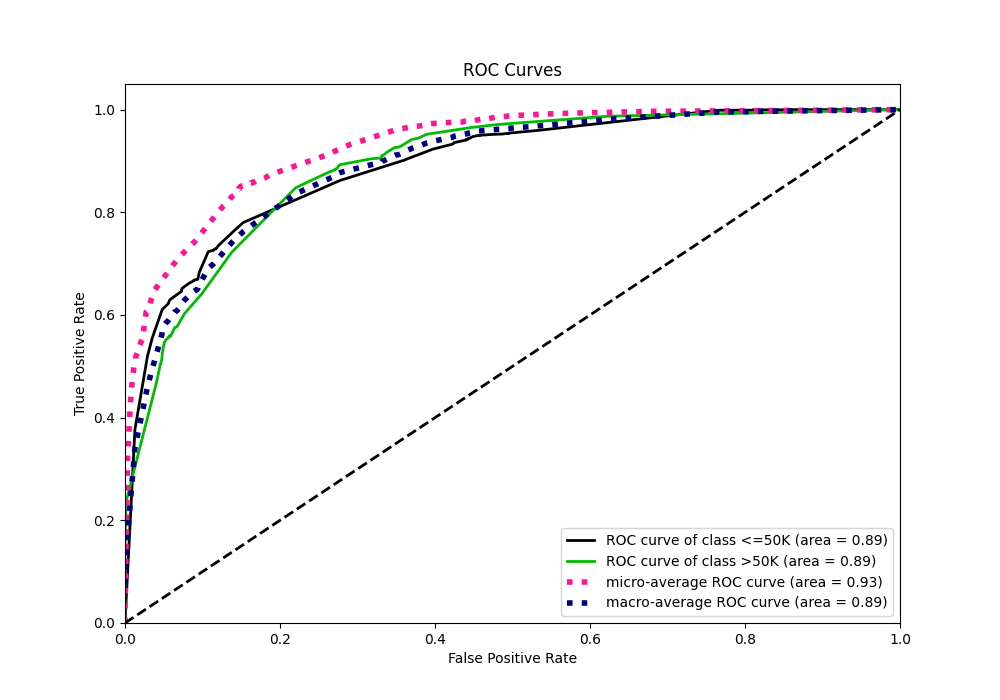 ROC Curves
1.0
0.8
0.6
0.4
0.2
0.0
True Positive Rate
ROC curve of class <=50K (area = 0.89)
ROC curve of class >50K (area = 0.89)
micro-average ROC curve (area = 0.93)
macro-average ROC curve (area = 0.89)
0.0 0.2 0.4 0.6 0.8 1.0
False Positive Rate